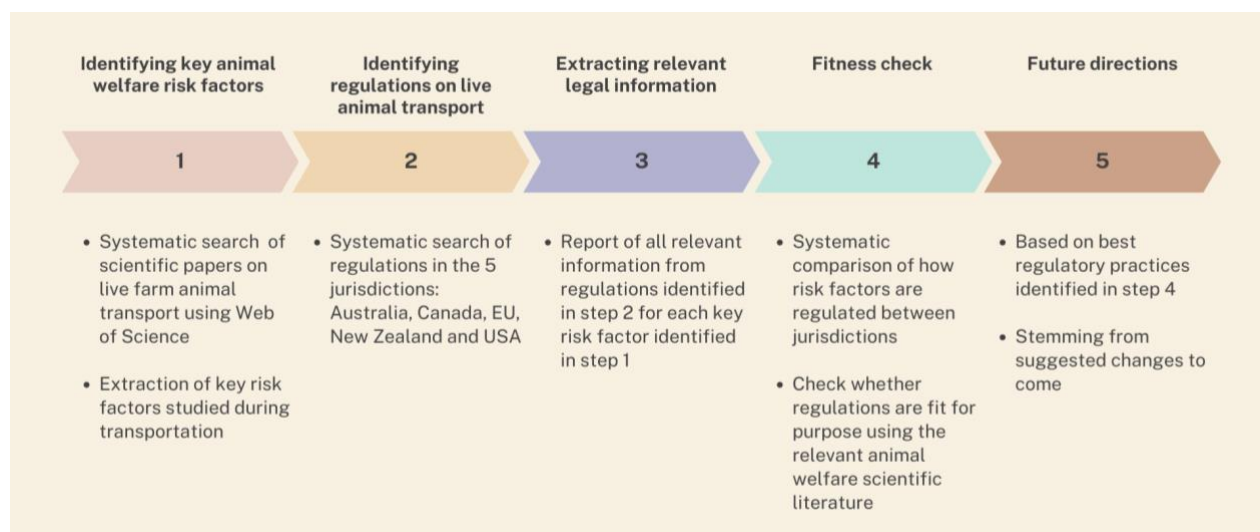 Identifying key animal
welfare risk factors
Identifying
regulations on live
animal transport
Extracting relevant
legal information
Fitness check
Future directions
1
2
3
4
5
• Systematic search of
scientific papers on
live farm animal
transport using Web
of Science
• Extraction of key risk
factors studied during
transportation
• Systematic search of
regulations in the 5
jurisdictions:
Australia, Canada, EU,
New Zealand and USA
• Report of all relevant
information from
regulations identified
in step 2 for each key
risk factor identified
in step 1
• Systematic
comparison of how
risk factors are
regulated between
jurisdictions
• Check whether
regulations are fit for
purpose using the
relevant animal
welfare scientific
literature
• Based on best
regulatory practices
identified in step 4
• Stemming from
suggested changes to
come